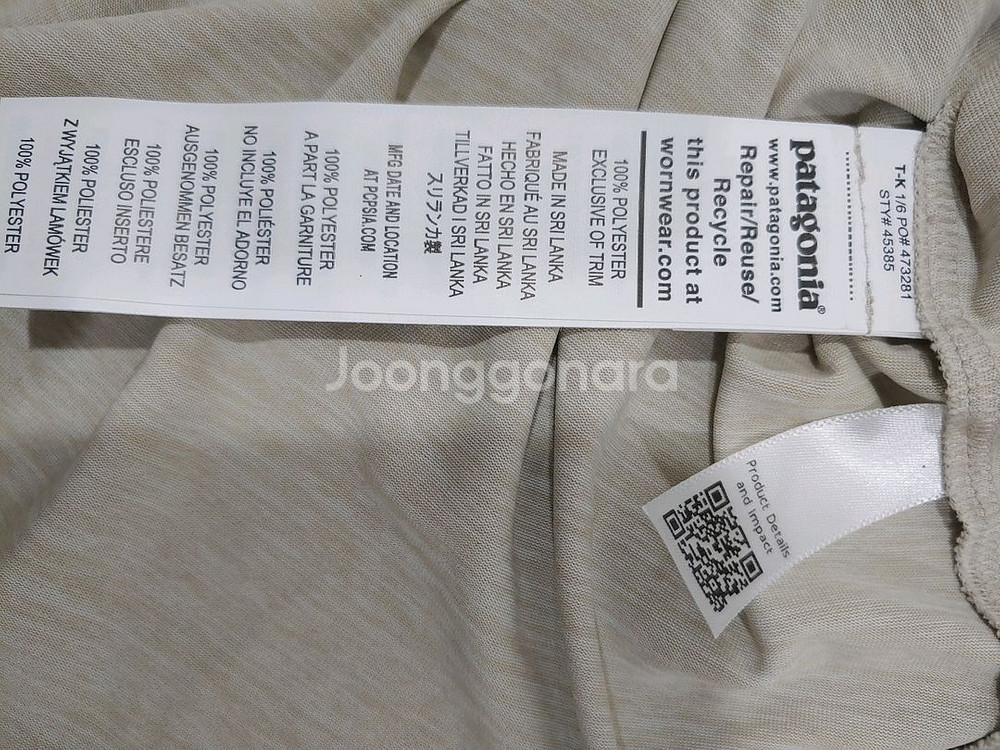 T-K 1/6 PO# 473281
STY# 45385
patagonia®
www.patagonia.com
Repair/Reuse/
Recycle
this product at
wornwear.com
100% POLYESTER
EXCLUSIVE OF TRIM
MADE IN SRI LANKA
FABRIQUÉ AU SRI LANKA
HECHO EN SRI LANKA
FATTO IN SRI LANKA
TILLVERKAD I SRI LANKA
スリランカ製
MFG DATE AND LOCATION
AT PCPSIA.COM
100% POLYESTER
A PART LA GARNITURE
100% POLIÉSTER
NO INCLUYE EL ADORNO
100% POLYESTER
AUSGENOMMEN BESATZ
100% POLIESTERE
ESCLUSO INSERTO
100% POLIESTER
Z WYJĄTKIEM LAMÓWEK
100% POLYESTER
Product Details
and Impact
Joonggonara